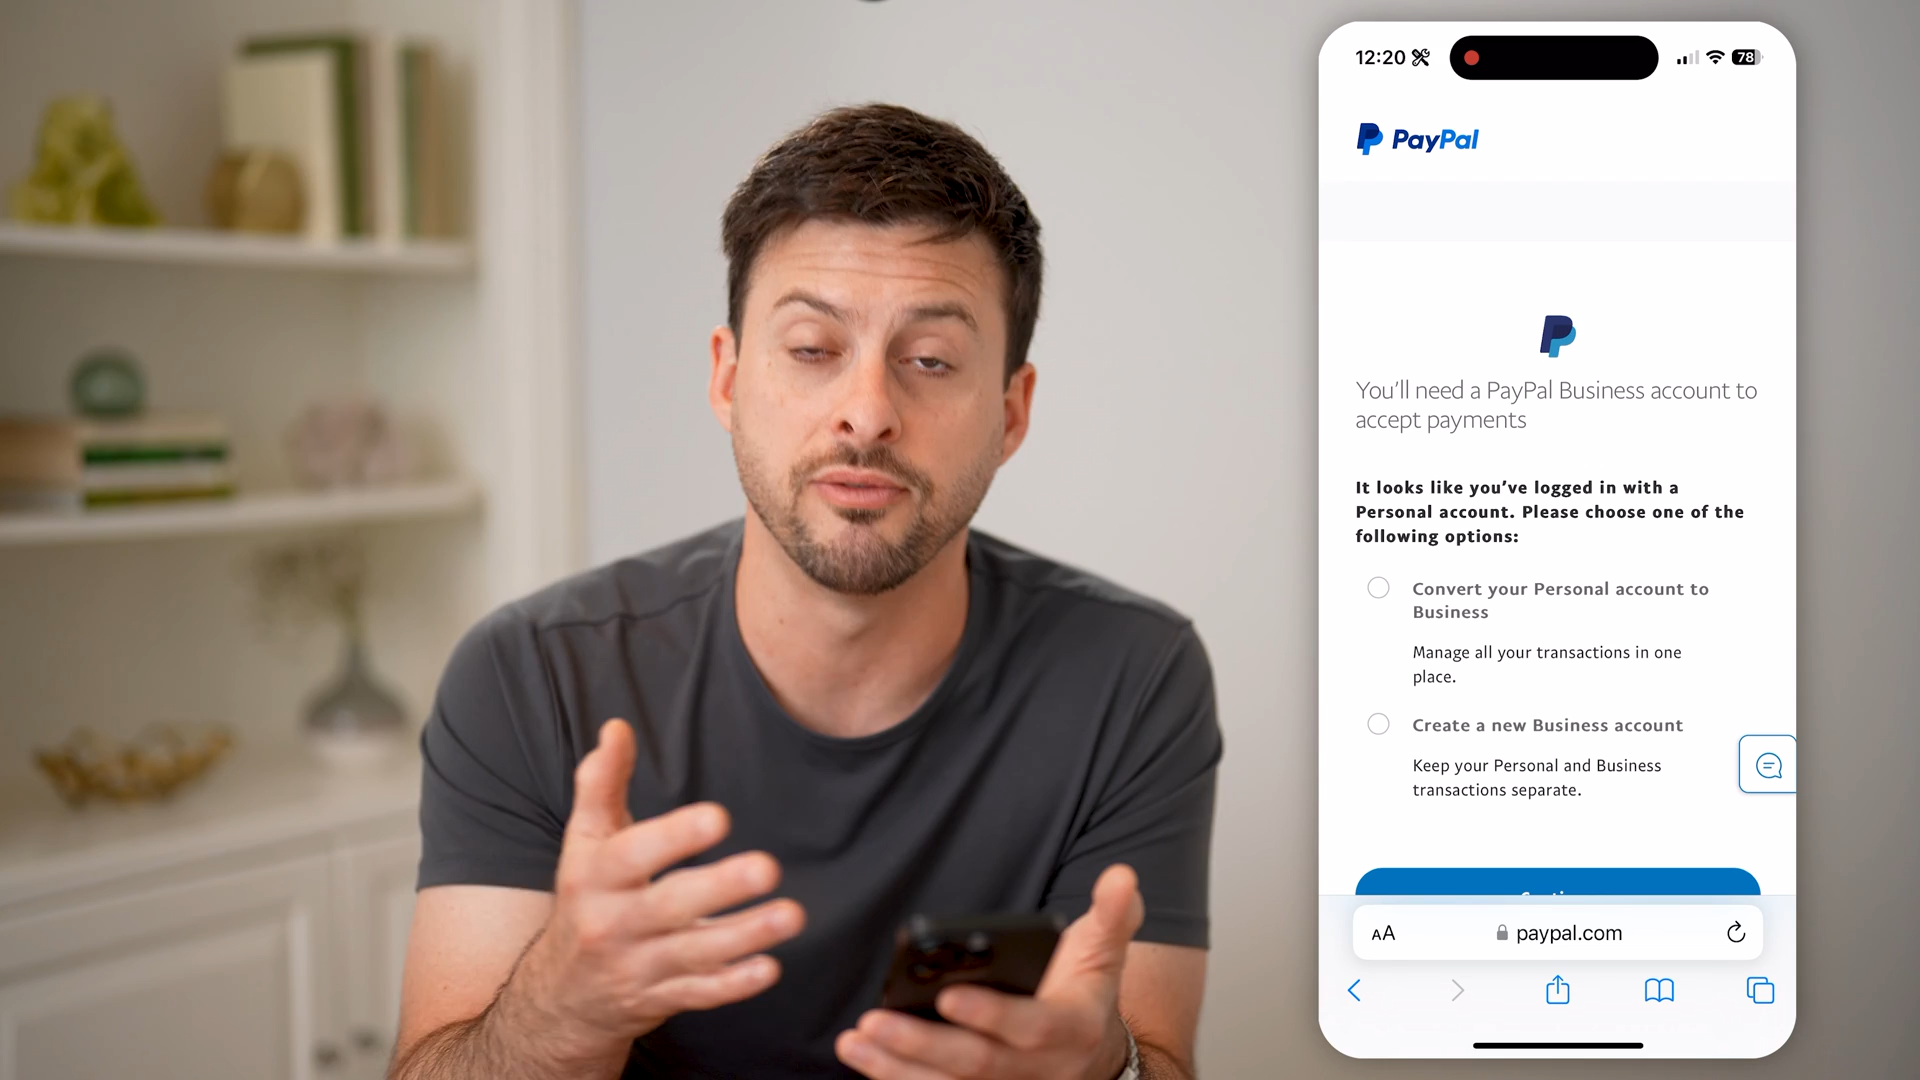 12:20
78
PayPal
You'll need a PayPal Business account to
accept payments
It looks like you've logged in with a
Personal account. Please choose one of the
following options:
Convert your Personal account to
Business
Manage all your transactions in one
place.
Create a new Business account
Keep your Personal and Business
transactions separate.
AA
paypal.com